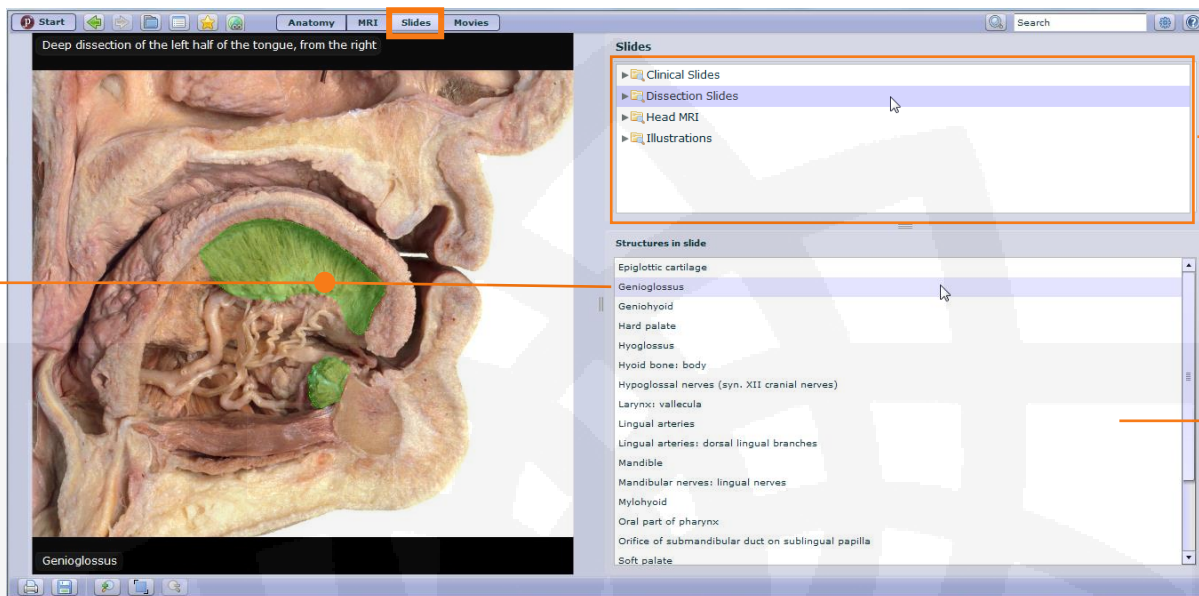 Start
Anatomy
MRI
Slides
Movies
Search
Deep dissection of the left half of the tongue, from the right
Genioglossus
Slides
Clinical Slides
Dissection Slides
Head MRI
Illustrations
Structures in slide
Epiglottic cartilage
Genioglossus
Geniohyoid
Hard palate
Hyoglossus
Hyoid bone: body
Hypoglossal nerves (syn. XII cranial nerves)
Larynx: vallecula
Lingual arteries
Lingual arteries: dorsal lingual branches
Mandible
Mandibular nerves: lingual nerves
Mylohyoid
Oral part of pharynx
Orifice of submandibular duct on sublingual papilla
Soft palate